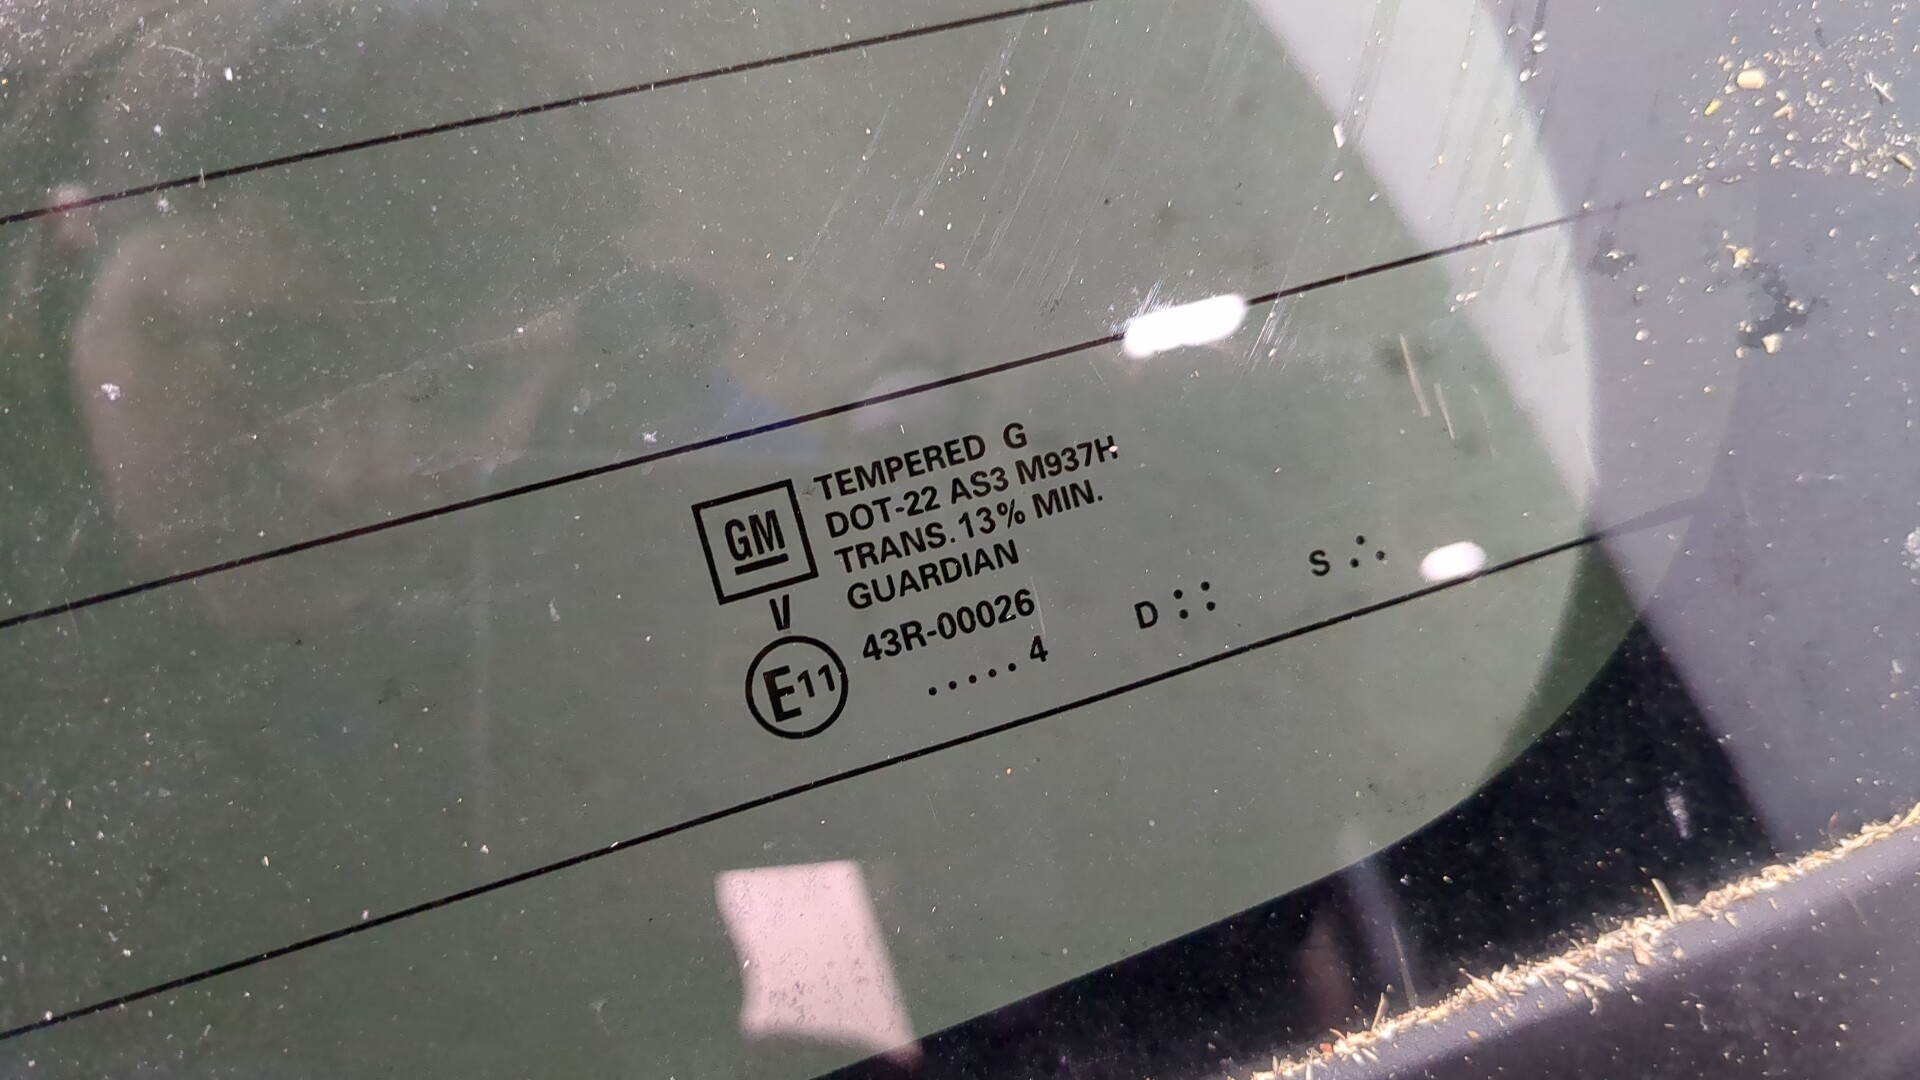 GM
TEMPERED G
DOT-22 AS3 M937H
TRANS. 13% MIN.
GUARDIAN
V
E11
43R-00026
.....4 D:: S∴